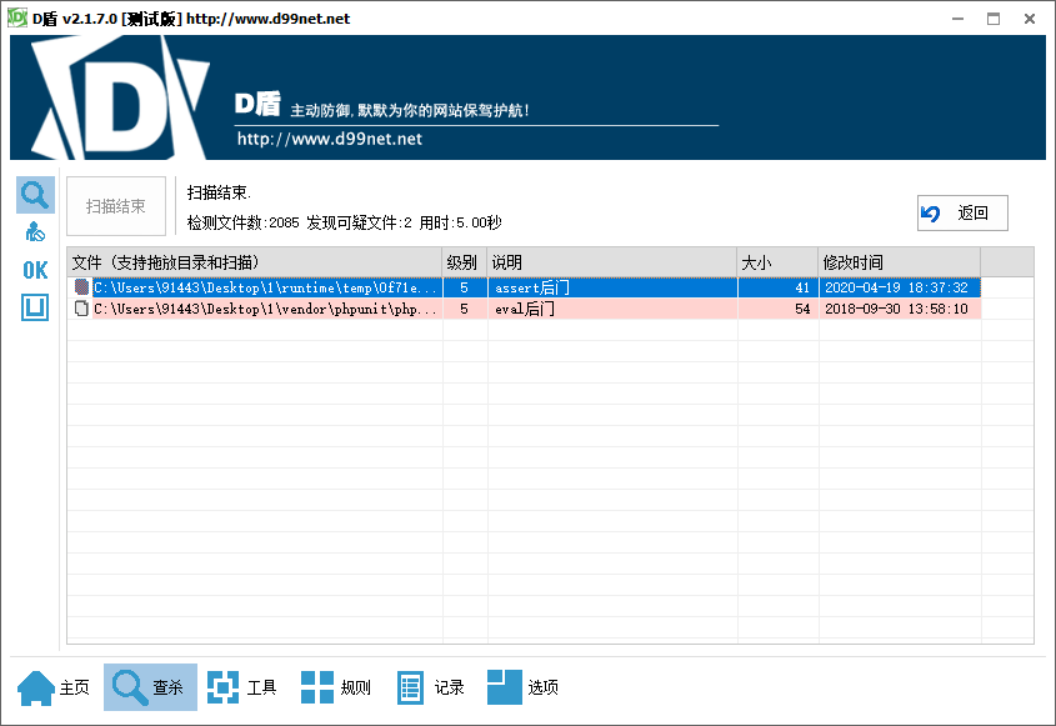 D盾 v2.1.7.0 [测试版] http://www.d99net.net
D盾 主动防御,默默为你的网站保驾护航!
http://www.d99net.net
扫描结束
扫描结束.
检测文件数:2085 发现可疑文件:2 用时:5.00秒
返回
OK
文件（支持拖放目录和扫描） 级别 说明 大小 修改时间
C:\Users\91443\Desktop\1\runtime\temp\0f71e... 5 assert后门 41 2020-04-19 18:37:32
C:\Users\91443\Desktop\1\vendor\phpunit\php... 5 eval后门 54 2018-09-30 13:58:10
主页 查杀 工具 规则 记录 选项